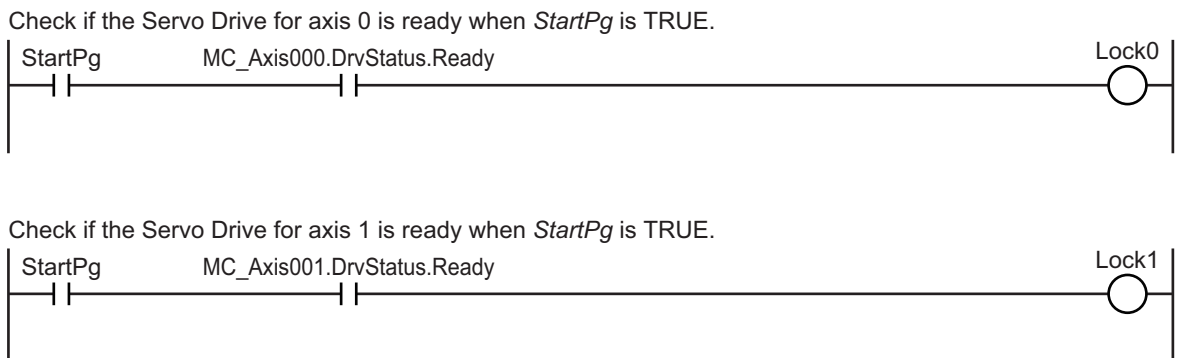 Check if the Servo Drive for axis 0 is ready when StartPg is TRUE.
StartPg MC_Axis000.DrvStatus.Ready Lock0
Check if the Servo Drive for axis 1 is ready when StartPg is TRUE.
StartPg MC_Axis001.DrvStatus.Ready Lock1